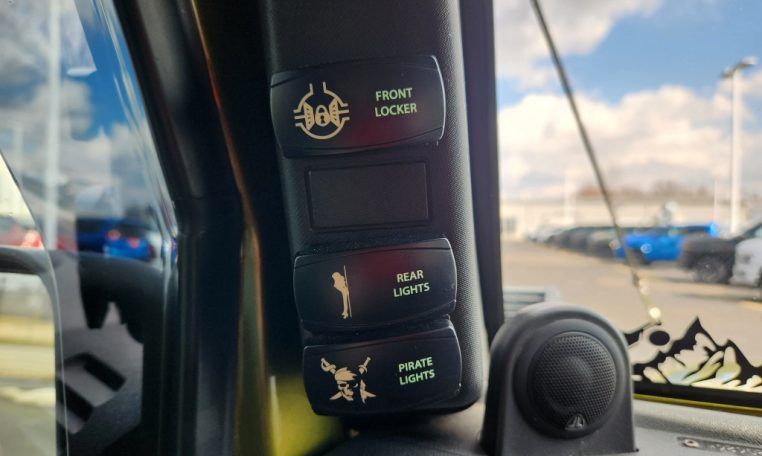 FRONT
LOCKER
REAR
LIGHTS
PIRATE
LIGHTS